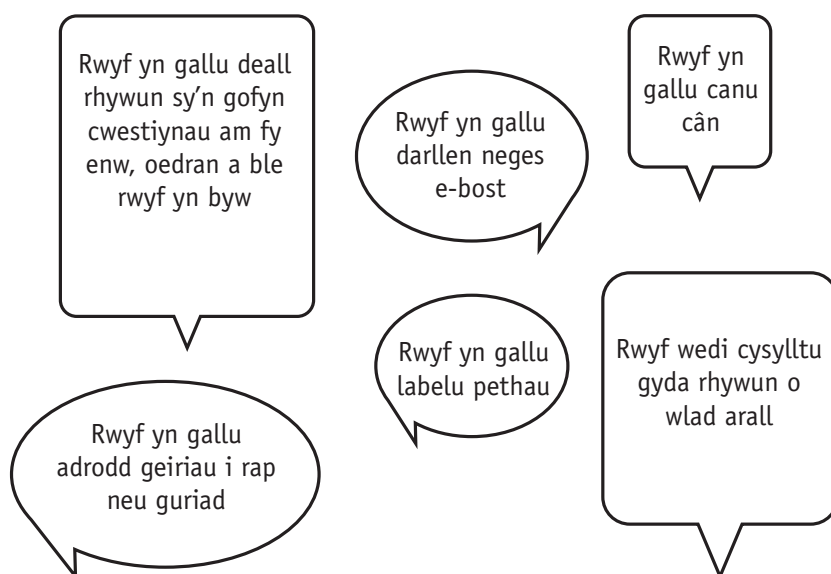 Rwyf yn gallu deall
rhywun sy’n gofyn
cwestiynau am fy
enw, oedran a ble
rwyf yn byw
Rwyf yn gallu
darllen neges
e-bost
Rwyf yn
gallu canu
cân
Rwyf yn gallu
labelu pethau
Rwyf wedi cysylltu
gyda rhywun o
wlad arall
Rwyf yn gallu
adrodd geiriau i rap
neu guriad